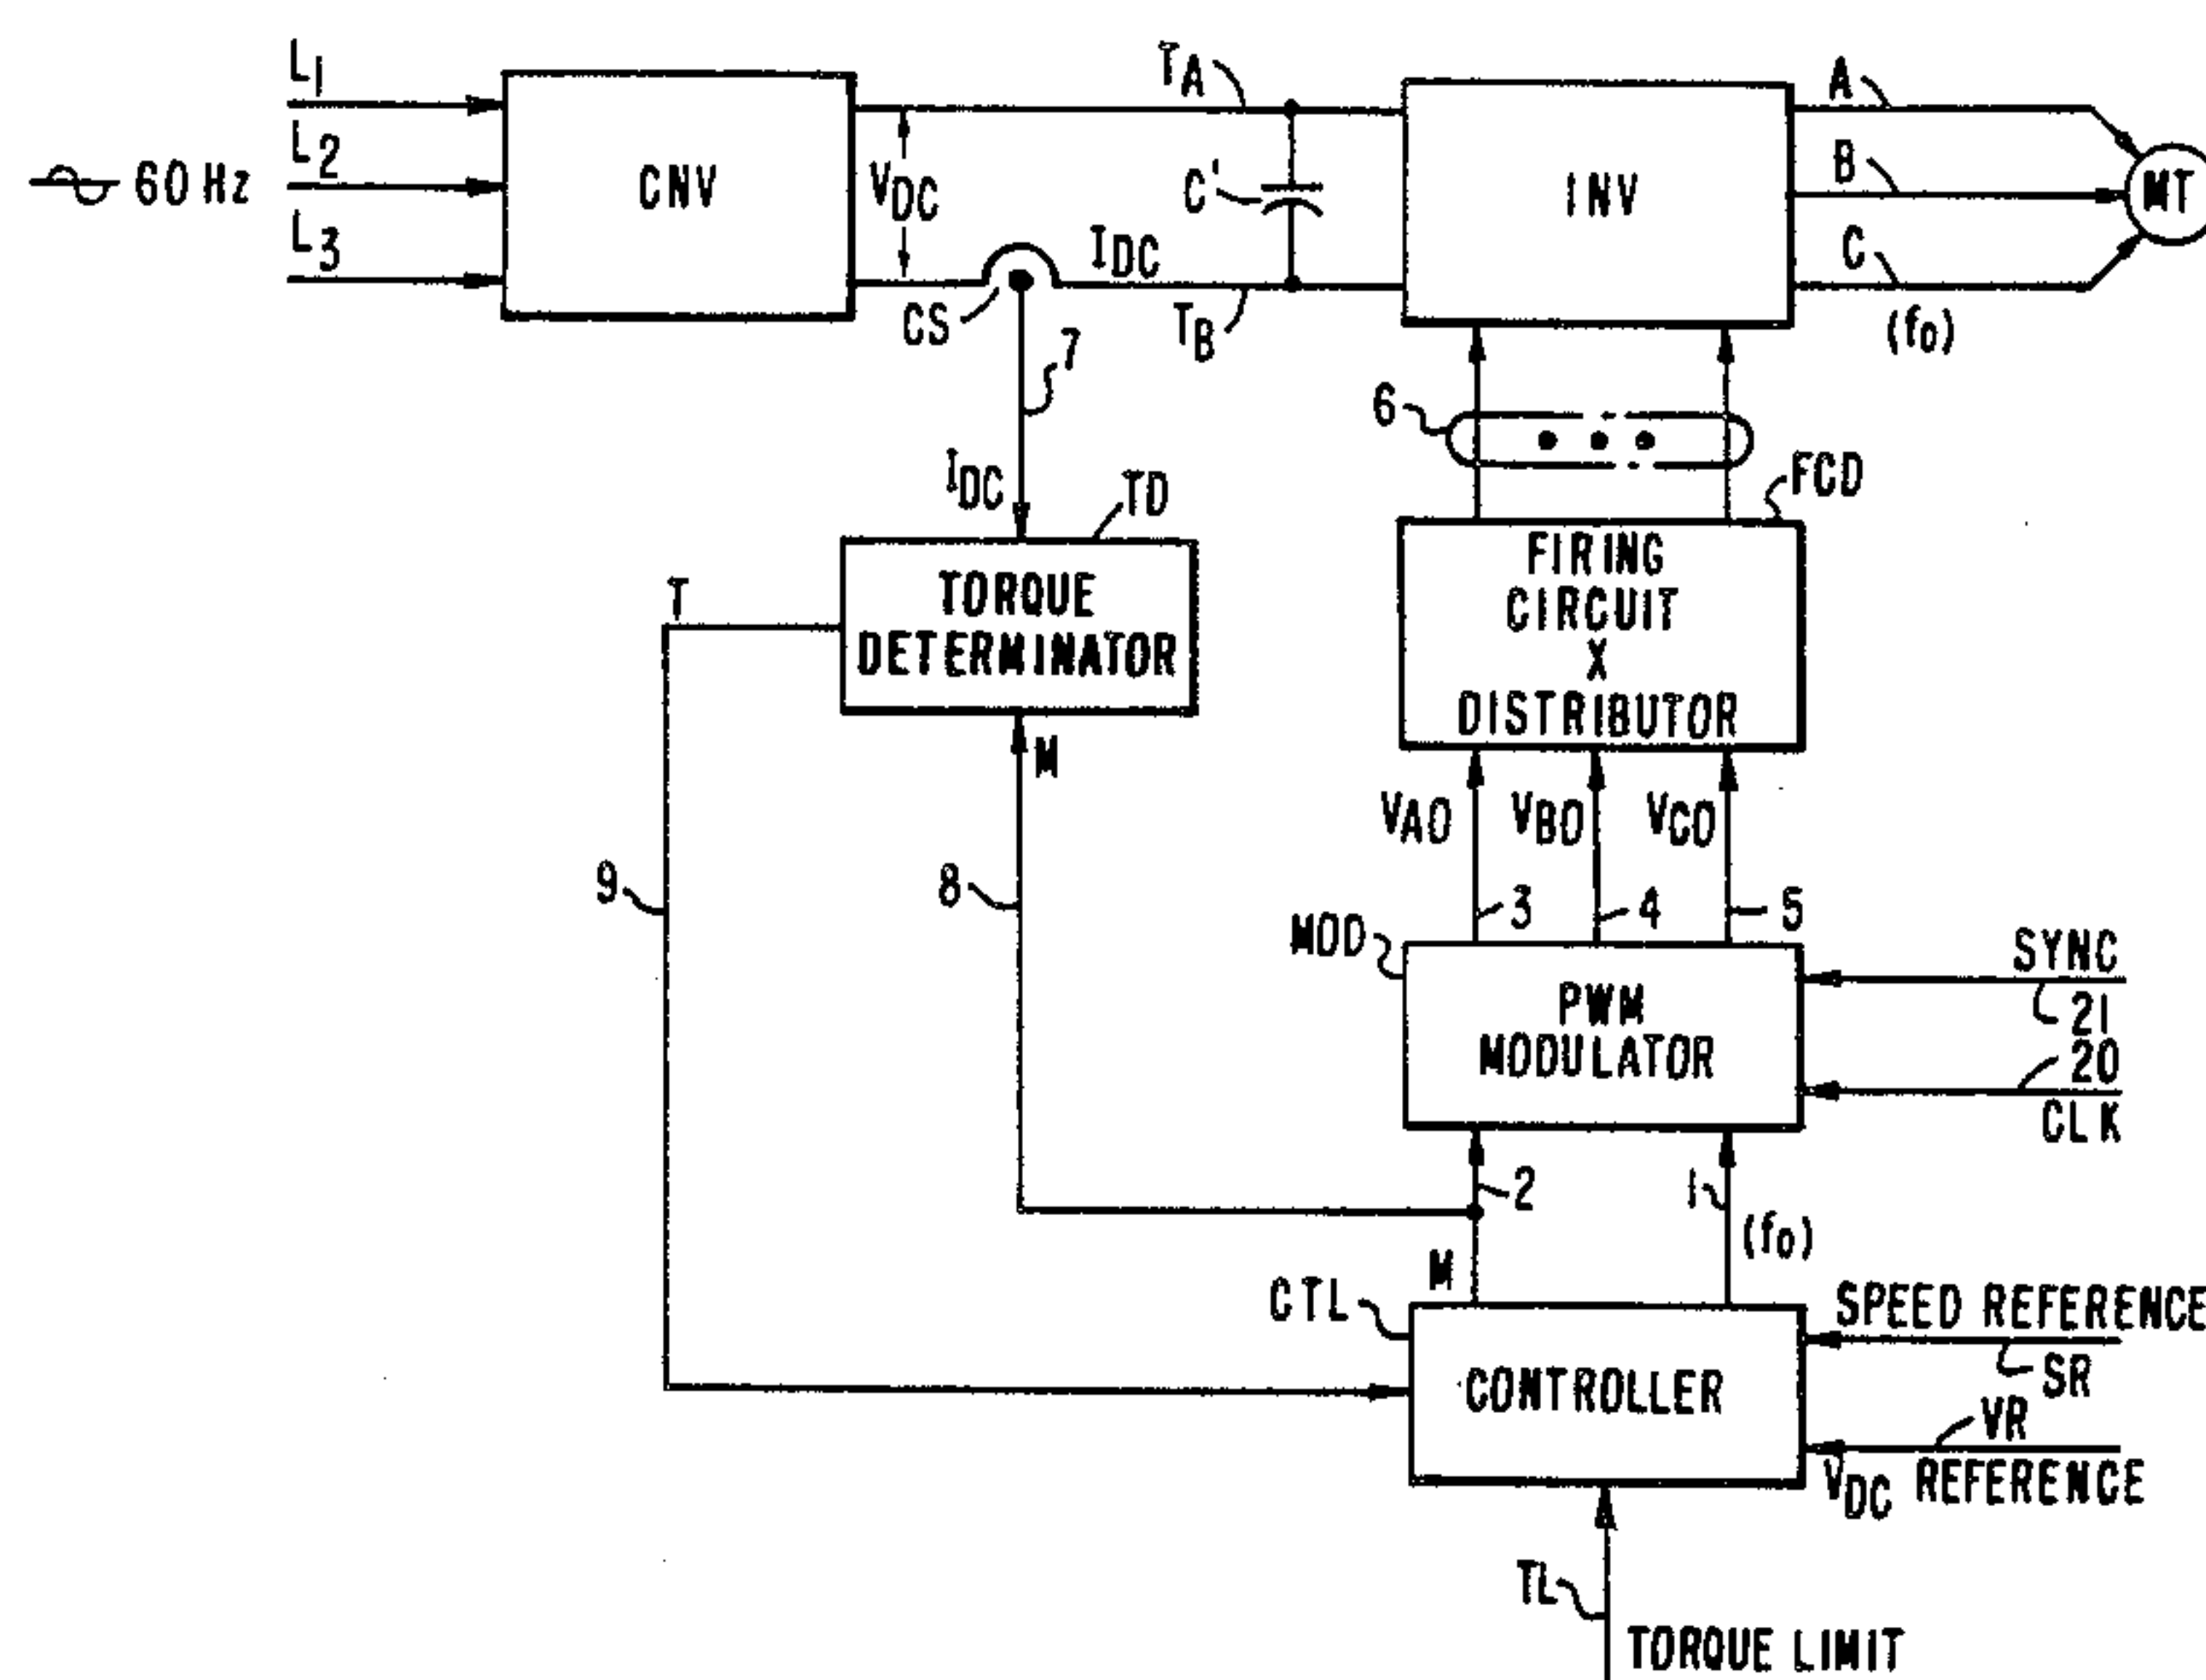 L1
L2
60 Hz
L3
CNV
VDC
TA
C'
IDC
CS
TB
INV
A
B
C
MT
(fo)
7
6
IDC
TD
FCD
TORQUE
DETERMINATOR
FIRING
CIRCUIT
X
DISTRIBUTOR
T
M
VAO
VBO
VCO
9
8
3
4
5
MOD
PWM
MODULATOR
SYNC
21
20
CLK
2
1
(fo)
M
CTL
CONTROLLER
SPEED REFERENCE
SR
VR
VDC REFERENCE
TL
TORQUE LIMIT